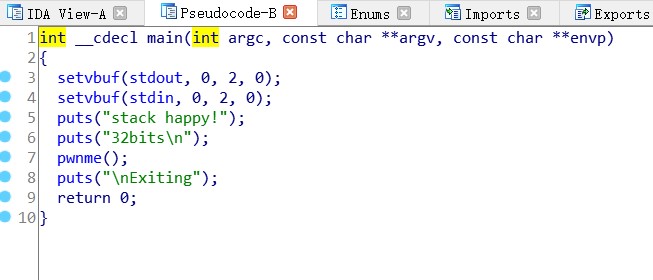 IDA View-A Pseudocode-B Enums Imports Exports
1 int __cdecl main(int argc, const char **argv, const char **envp)
2 {
3 setvbuf(stdout, 0, 2, 0);
4 setvbuf(stdin, 0, 2, 0);
5 puts("stack happy!");
6 puts("32bits\n");
7 pwnme();
8 puts("\nExiting");
9 return 0;
10 }